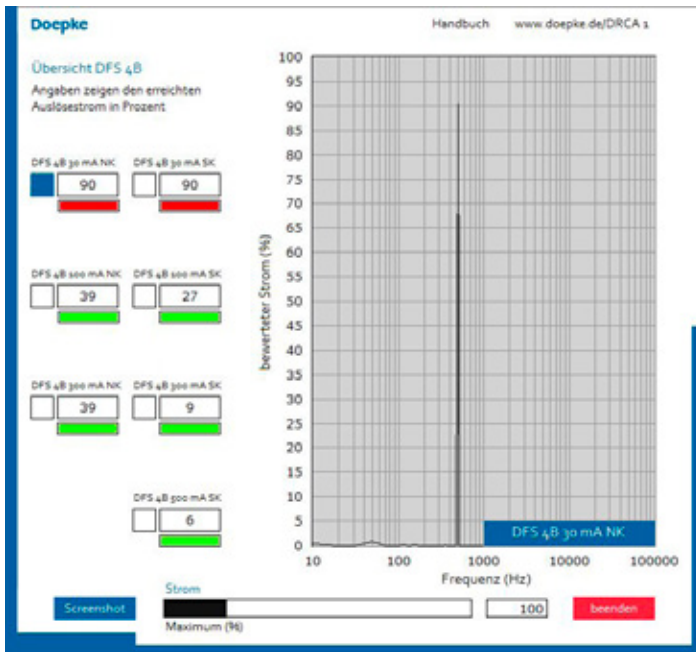 Doepke
Handbuch www.doepke.de/DRCA 1
Übersicht DFS 4B
Angaben zeigen den erreichten
Auslösestrom in Prozent
DFS 4B 30 mA NK DFS 4B 30 mA SK
90 90
DFS 4B 100 mA NK DFS 4B 100 mA SK
39 27
DFS 4B 300 mA NK DFS 4B 300 mA SK
39 9
DFS 4B 500 mA SK
6
bewerteter Strom (%)
100
95
90
85
80
75
70
65
60
55
50
45
40
35
30
25
20
15
10
5
0
DFS 4B 30 mA NK
10 100 1000 10000 100000
Frequenz (Hz)
Strom
Screenshot 100 beenden
Maximum (%)